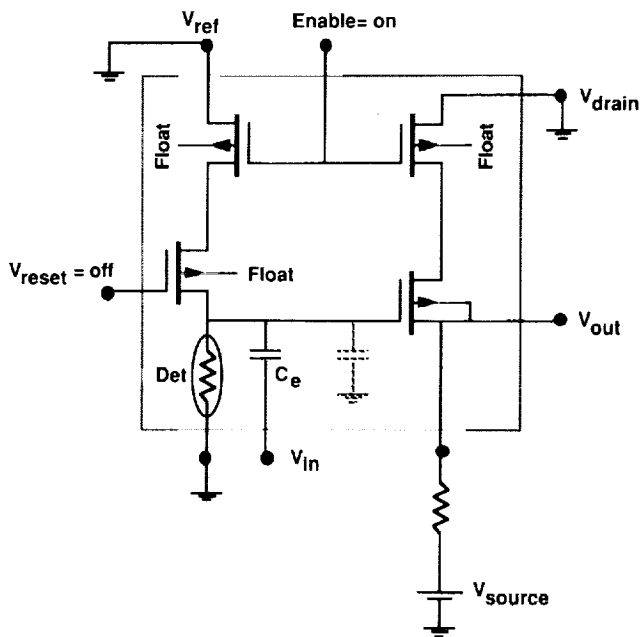 V_ref
Enable= on
V_drain
Float
Float
V_reset = off
Float
V_out
Det
C_e
V_in
V_source